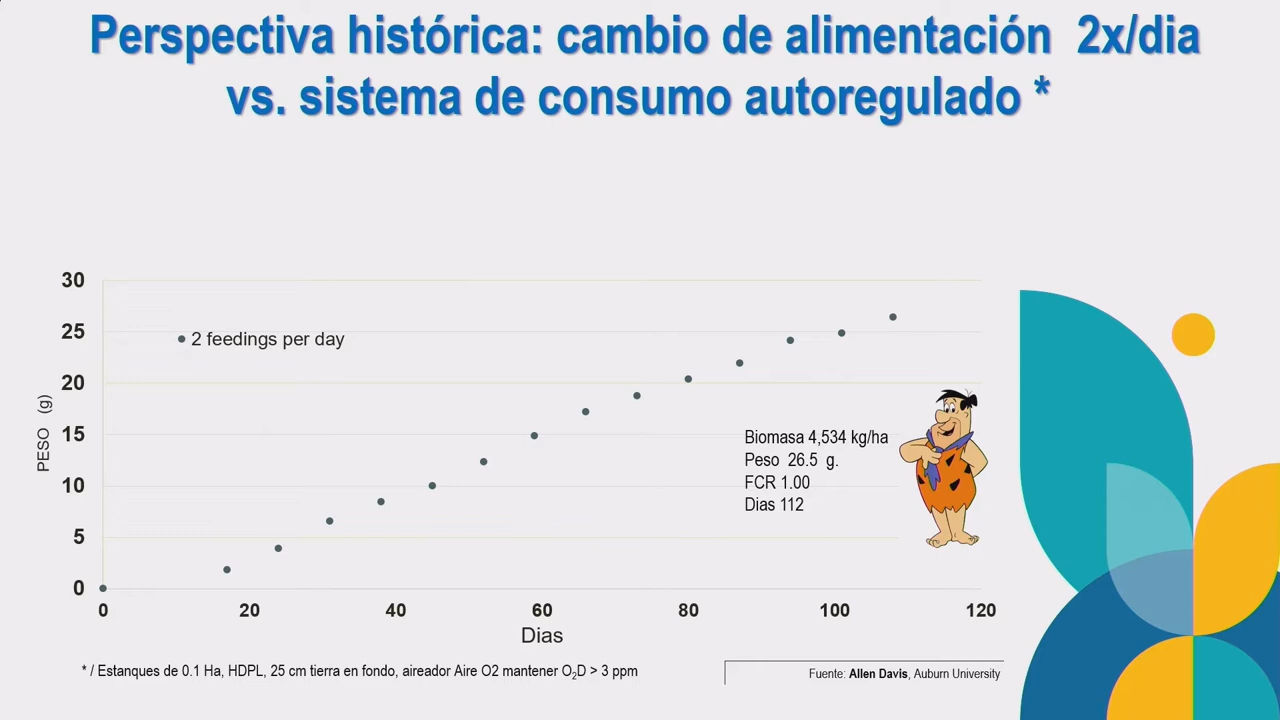 Perspectiva histórica: cambio de alimentación 2x/dia
vs. sistema de consumo autoregulado *
30
25
20
15
10
5
0
PESO (g)
2 feedings per day
Biomasa 4,534 kg/ha
Peso 26.5 g.
FCR 1.00
Dias 112
0 20 40 60 80 100 120
Dias
* / Estanques de 0.1 Ha, HDPL, 25 cm tierra en fondo, aireador Aire O2 mantener O₂D > 3 ppm
Fuente: Allen Davis, Auburn University